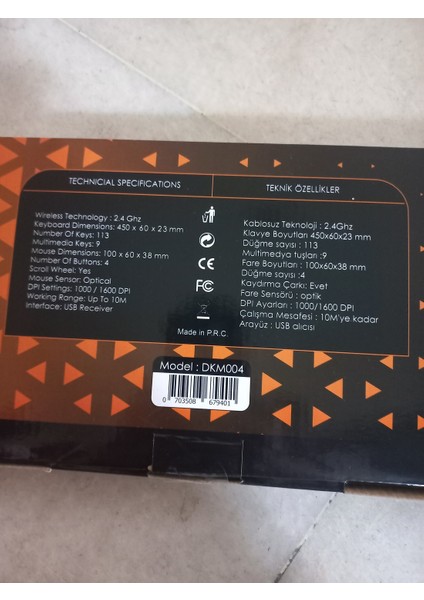 TECHNICIAL SPECIFICATIONS
Wireless Technology : 2.4 Ghz
Keyboard Dimensions: 450 x 60 x 23 mm
Number Of Keys: 113
Multimedia Keys: 9
Mouse Dimensions: 100 x 60 x 38 mm
Number Of Buttons: 4
Scroll Wheel: Yes
Mouse Sensor: Optical
DPI Settings: 1000 / 1600 DPI
Working Range: Up To 10M
Interface: USB Receiver
TEKNİK ÖZELLİKLER
Kablosuz Teknoloji : 2.4Ghz
Klavye Boyutları 450x60x23 mm
Düğme sayısı : 113
Multimedya tuşları :9
Fare Boyutları : 100x60x38 mm
Düğme sayısı :4
Kaydırma Çarkı: Evet
Fare Sensörü : optik
DPI Ayarları : 1000/1600 DPI
Çalışma Mesafesi : 10M'ye kadar
Arayüz : USB alıcısı
CE
FC
Made in P.R.C.
Model : DKM004
0 703508 679401